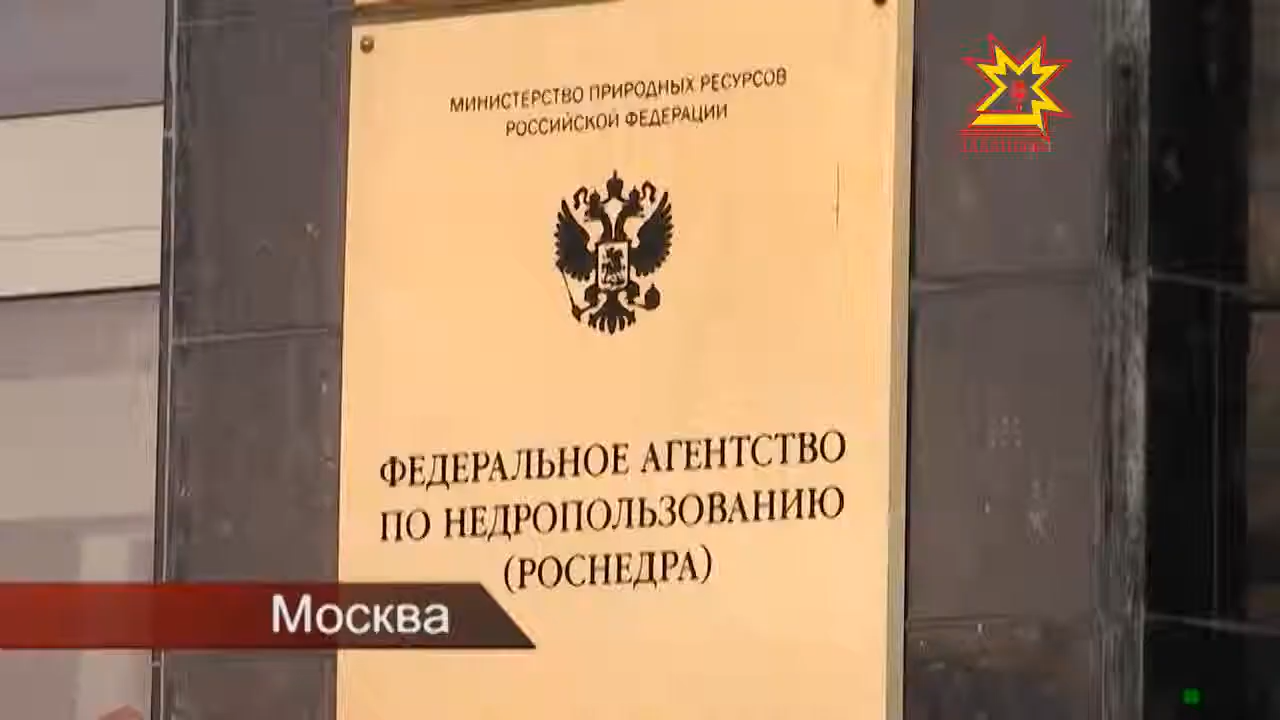 МИНИСТЕРСТВО ПРИРОДНЫХ РЕСУРСОВ
РОССИЙСКОЙ ФЕДЕРАЦИИ
ФЕДЕРАЛЬНОЕ АГЕНТСТВО
ПО НЕДРОПОЛЬЗОВАНИЮ
(РОСНЕДРА)
Москва